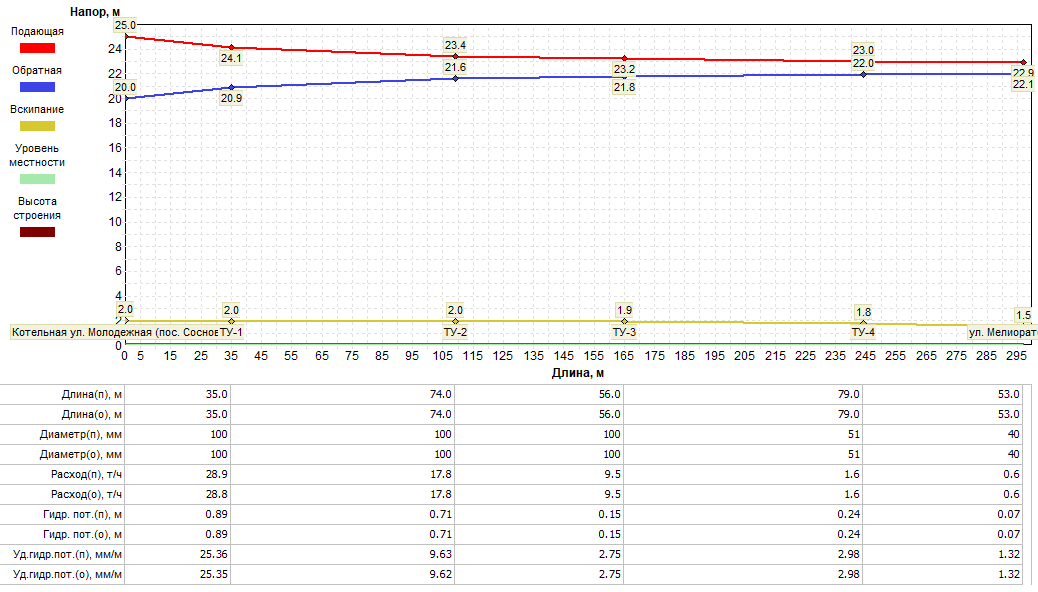 Напор, м
Подающая
Обратная
Вскипание
Уровень
местности
Высота
строения
24
22
20
18
16
14
12
10
8
6
4
2
0
25.0
24.1
23.4
23.2
23.0
22.9
20.0
20.9
21.6
21.8
22.0
22.1
2.0
2.0
2.0
1.9
1.8
1.5
Котельная ул. Молодежная (пос. Соснов ТУ-1 ТУ-2 ТУ-3 ТУ-4 ул. Мелиорат
0 5 15 25 35 45 55 65 75 85 95 105 115 125 135 145 155 165 175 185 195 205 215 225 235 245 255 265 275 285 295
Длина, м
Длина(п), м 35.0 74.0 56.0 79.0 53.0
Длина(о), м 35.0 74.0 56.0 79.0 53.0
Диаметр(п), мм 100 100 100 51 40
Диаметр(о), мм 100 100 100 51 40
Расход(п), т/ч 28.9 17.8 9.5 1.6 0.6
Расход(о), т/ч 28.8 17.8 9.5 1.6 0.6
Гидр. пот.(п), м 0.89 0.71 0.15 0.24 0.07
Гидр. пот.(о), м 0.89 0.71 0.15 0.24 0.07
Уд.гидр.пот.(п), мм/м 25.36 9.63 2.75 2.98 1.32
Уд.гидр.пот.(о), мм/м 25.35 9.62 2.75 2.98 1.32